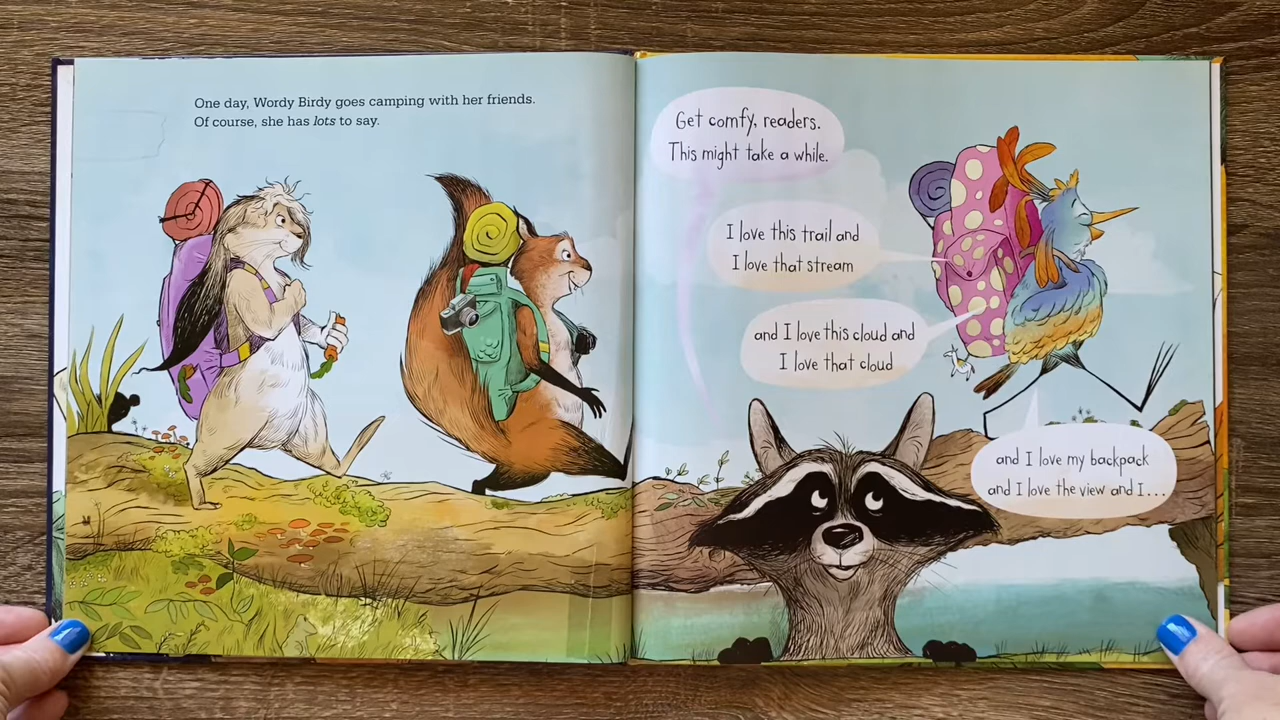 One day, Wordy Birdy goes camping with her friends.
Of course, she has lots to say.
Get comfy, readers.
This might take a while.
I love this trail and
I love that stream
and I love this cloud and
I love that cloud
and I love my backpack
and I love the view and I...